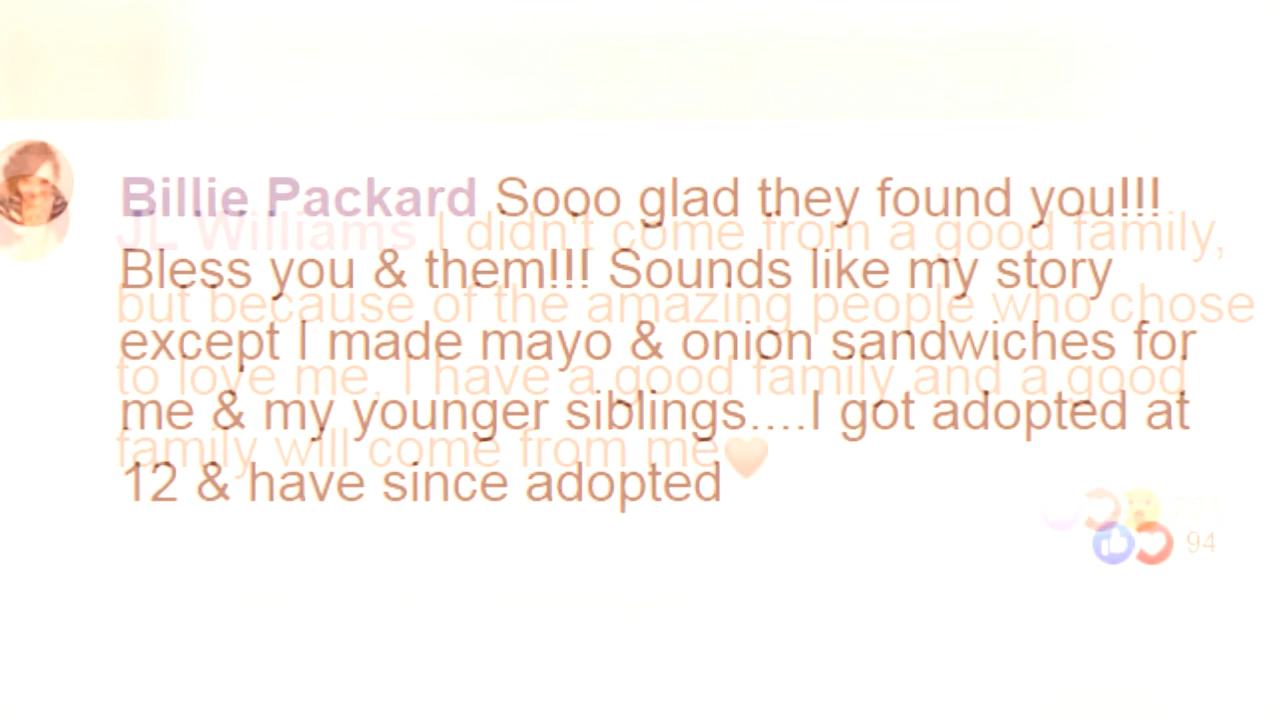 Billie Packard Sooo glad they found you!!!
Bless you & them!!! Sounds like my story
except I made mayo & onion sandwiches for
me & my younger siblings....I got adopted at
12 & have since adopted
94
JL Williams I didn't come from a good family,
but because of the amazing people who chose
to love me, I have a good family and a good
family will come from me🧡